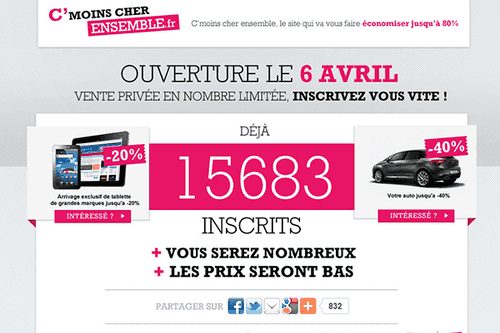 C'MOINS CHER
ENSEMBLE.fr
C'moins cher ensemble, le site qui va vous faire économiser jusqu'à 80%
OUVERTURE LE 6 AVRIL
VENTE PRIVÉE EN NOMBRE LIMITÉE, INSCRIVEZ VOUS VITE !
DÉJÀ
-20%
Arrivage exclusif de tablette
de grandes marques jusqu'a -20%
INTÉRESSÉ ?
15683
-40%
Votre auto jusqu'a -40%
INTÉRESSÉ ?
INSCRITS
+ VOUS SEREZ NOMBREUX
+ LES PRIX SERONT BAS
PARTAGER SUR
832